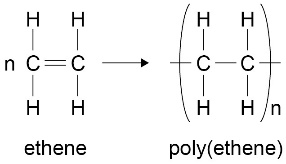 H H H H
n C=C C—C
H H H H n
ethene poly(ethene)